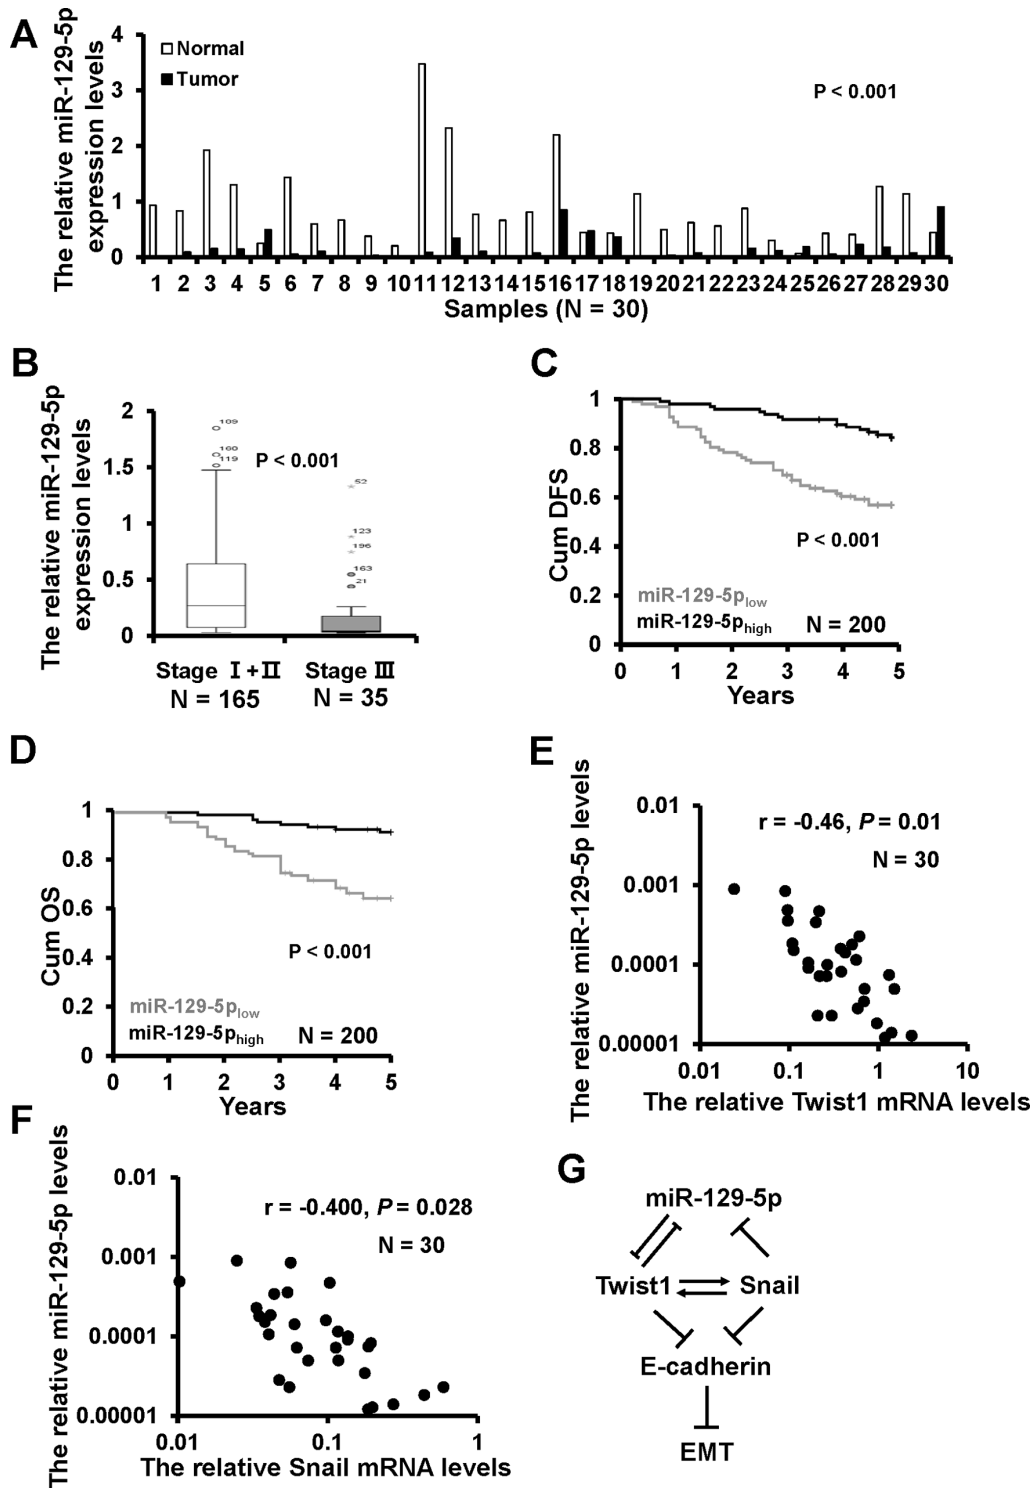 A
The relative miR-129-5p
expression levels
4
3
2
1
0
Normal
Tumor
P < 0.001
1 2 3 4 5 6 7 8 9 10 11 12 13 14 15 16 17 18 19 20 21 22 23 24 25 26 27 28 29 30
Samples (N = 30)
B
The relative miR-129-5p
expression levels
2
1.5
1
0.5
0
109
160
119
P < 0.001
52
123
196
163
21
Stage Ⅰ+Ⅱ
N = 165
Stage Ⅲ
N = 35
C
Cum DFS
1
0.8
0.6
0.4
0.2
0
P < 0.001
miR-129-5plow
miR-129-5phigh
N = 200
0 1 2 3 4 5
Years
D
Cum OS
1
0.8
0.6
0.4
0.2
0
P < 0.001
miR-129-5plow
miR-129-5phigh
N = 200
0 1 2 3 4 5
Years
E
The relative miR-129-5p levels
0.01
0.001
0.0001
0.00001
r = -0.46, P = 0.01
N = 30
0.01 0.1 1 10
The relative Twist1 mRNA levels
F
The relative miR-129-5p levels
0.01
0.001
0.0001
0.00001
r = -0.400, P = 0.028
N = 30
0.01 0.1 1
The relative Snail mRNA levels
G
miR-129-5p
Twist1
Snail
E-cadherin
EMT